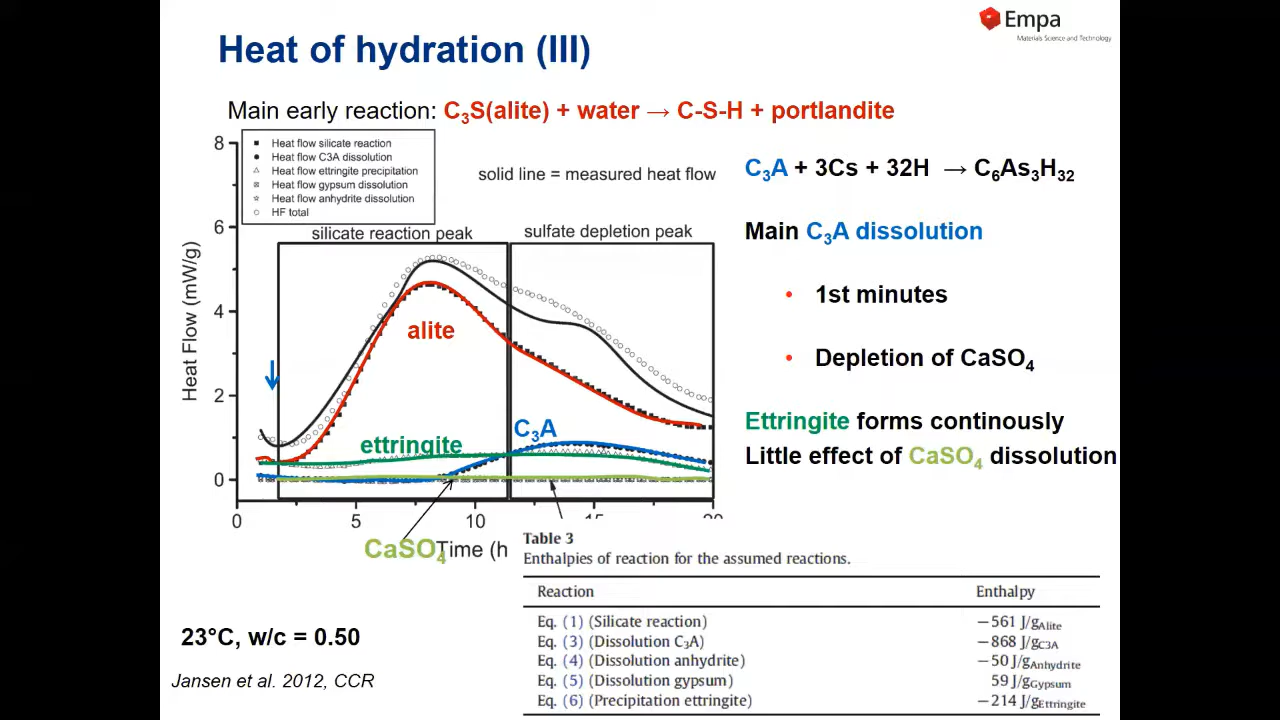 Empa
Materials Science and Technology
Heat of hydration (III)
Main early reaction: C₃S(alite) + water → C-S-H + portlandite
Heat flow silicate reaction
Heat flow C3A dissolution
Heat flow ettringite precipitation
Heat flow gypsum dissolution
Heat flow anhydrite dissolution
HF total
solid line = measured heat flow
silicate reaction peak
sulfate depletion peak
Heat Flow (mW/g)
8
6
4
2
0
alite
ettringite
C₃A
0
5
10
15
20
CaSO₄
Time (h
C₃A + 3Cs + 32H → C₆As₃H₃₂
Main C₃A dissolution
• 1st minutes
• Depletion of CaSO₄
Ettringite forms continously
Little effect of CaSO₄ dissolution
Table 3
Enthalpies of reaction for the assumed reactions.
Reaction Enthalpy
Eq. (1) (Silicate reaction) −561 J/gAlite
Eq. (3) (Dissolution C₃A) −868 J/gC3A
Eq. (4) (Dissolution anhydrite) −50 J/gAnhydrite
Eq. (5) (Dissolution gypsum) 59 J/gGypsum
Eq. (6) (Precipitation ettringite) −214 J/gEttringite
23°C, w/c = 0.50
Jansen et al. 2012, CCR